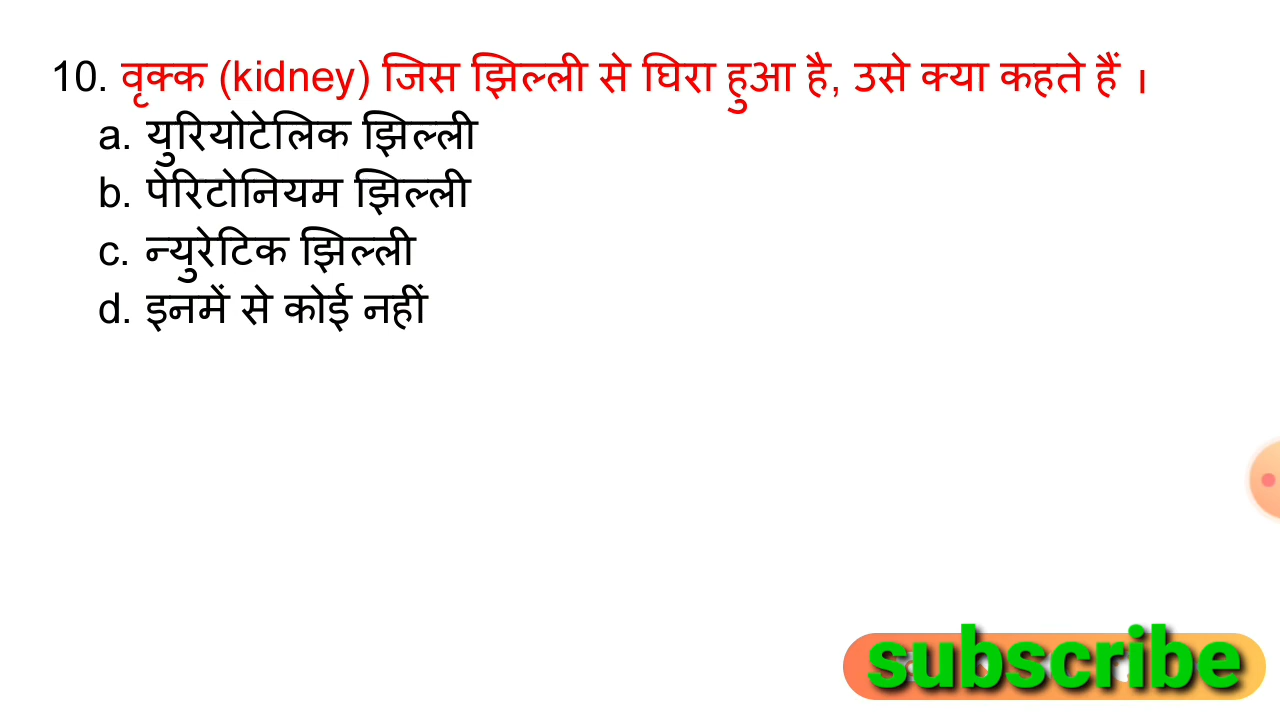 10. वृक्क (kidney) जिस झिल्ली से घिरा हुआ है, उसे क्या कहते हैं ।
a. युरियोटेलिक झिल्ली
b. पेरिटोनियम झिल्ली
c. न्युरेटिक झिल्ली
d. इनमें से कोई नहीं
subscribe